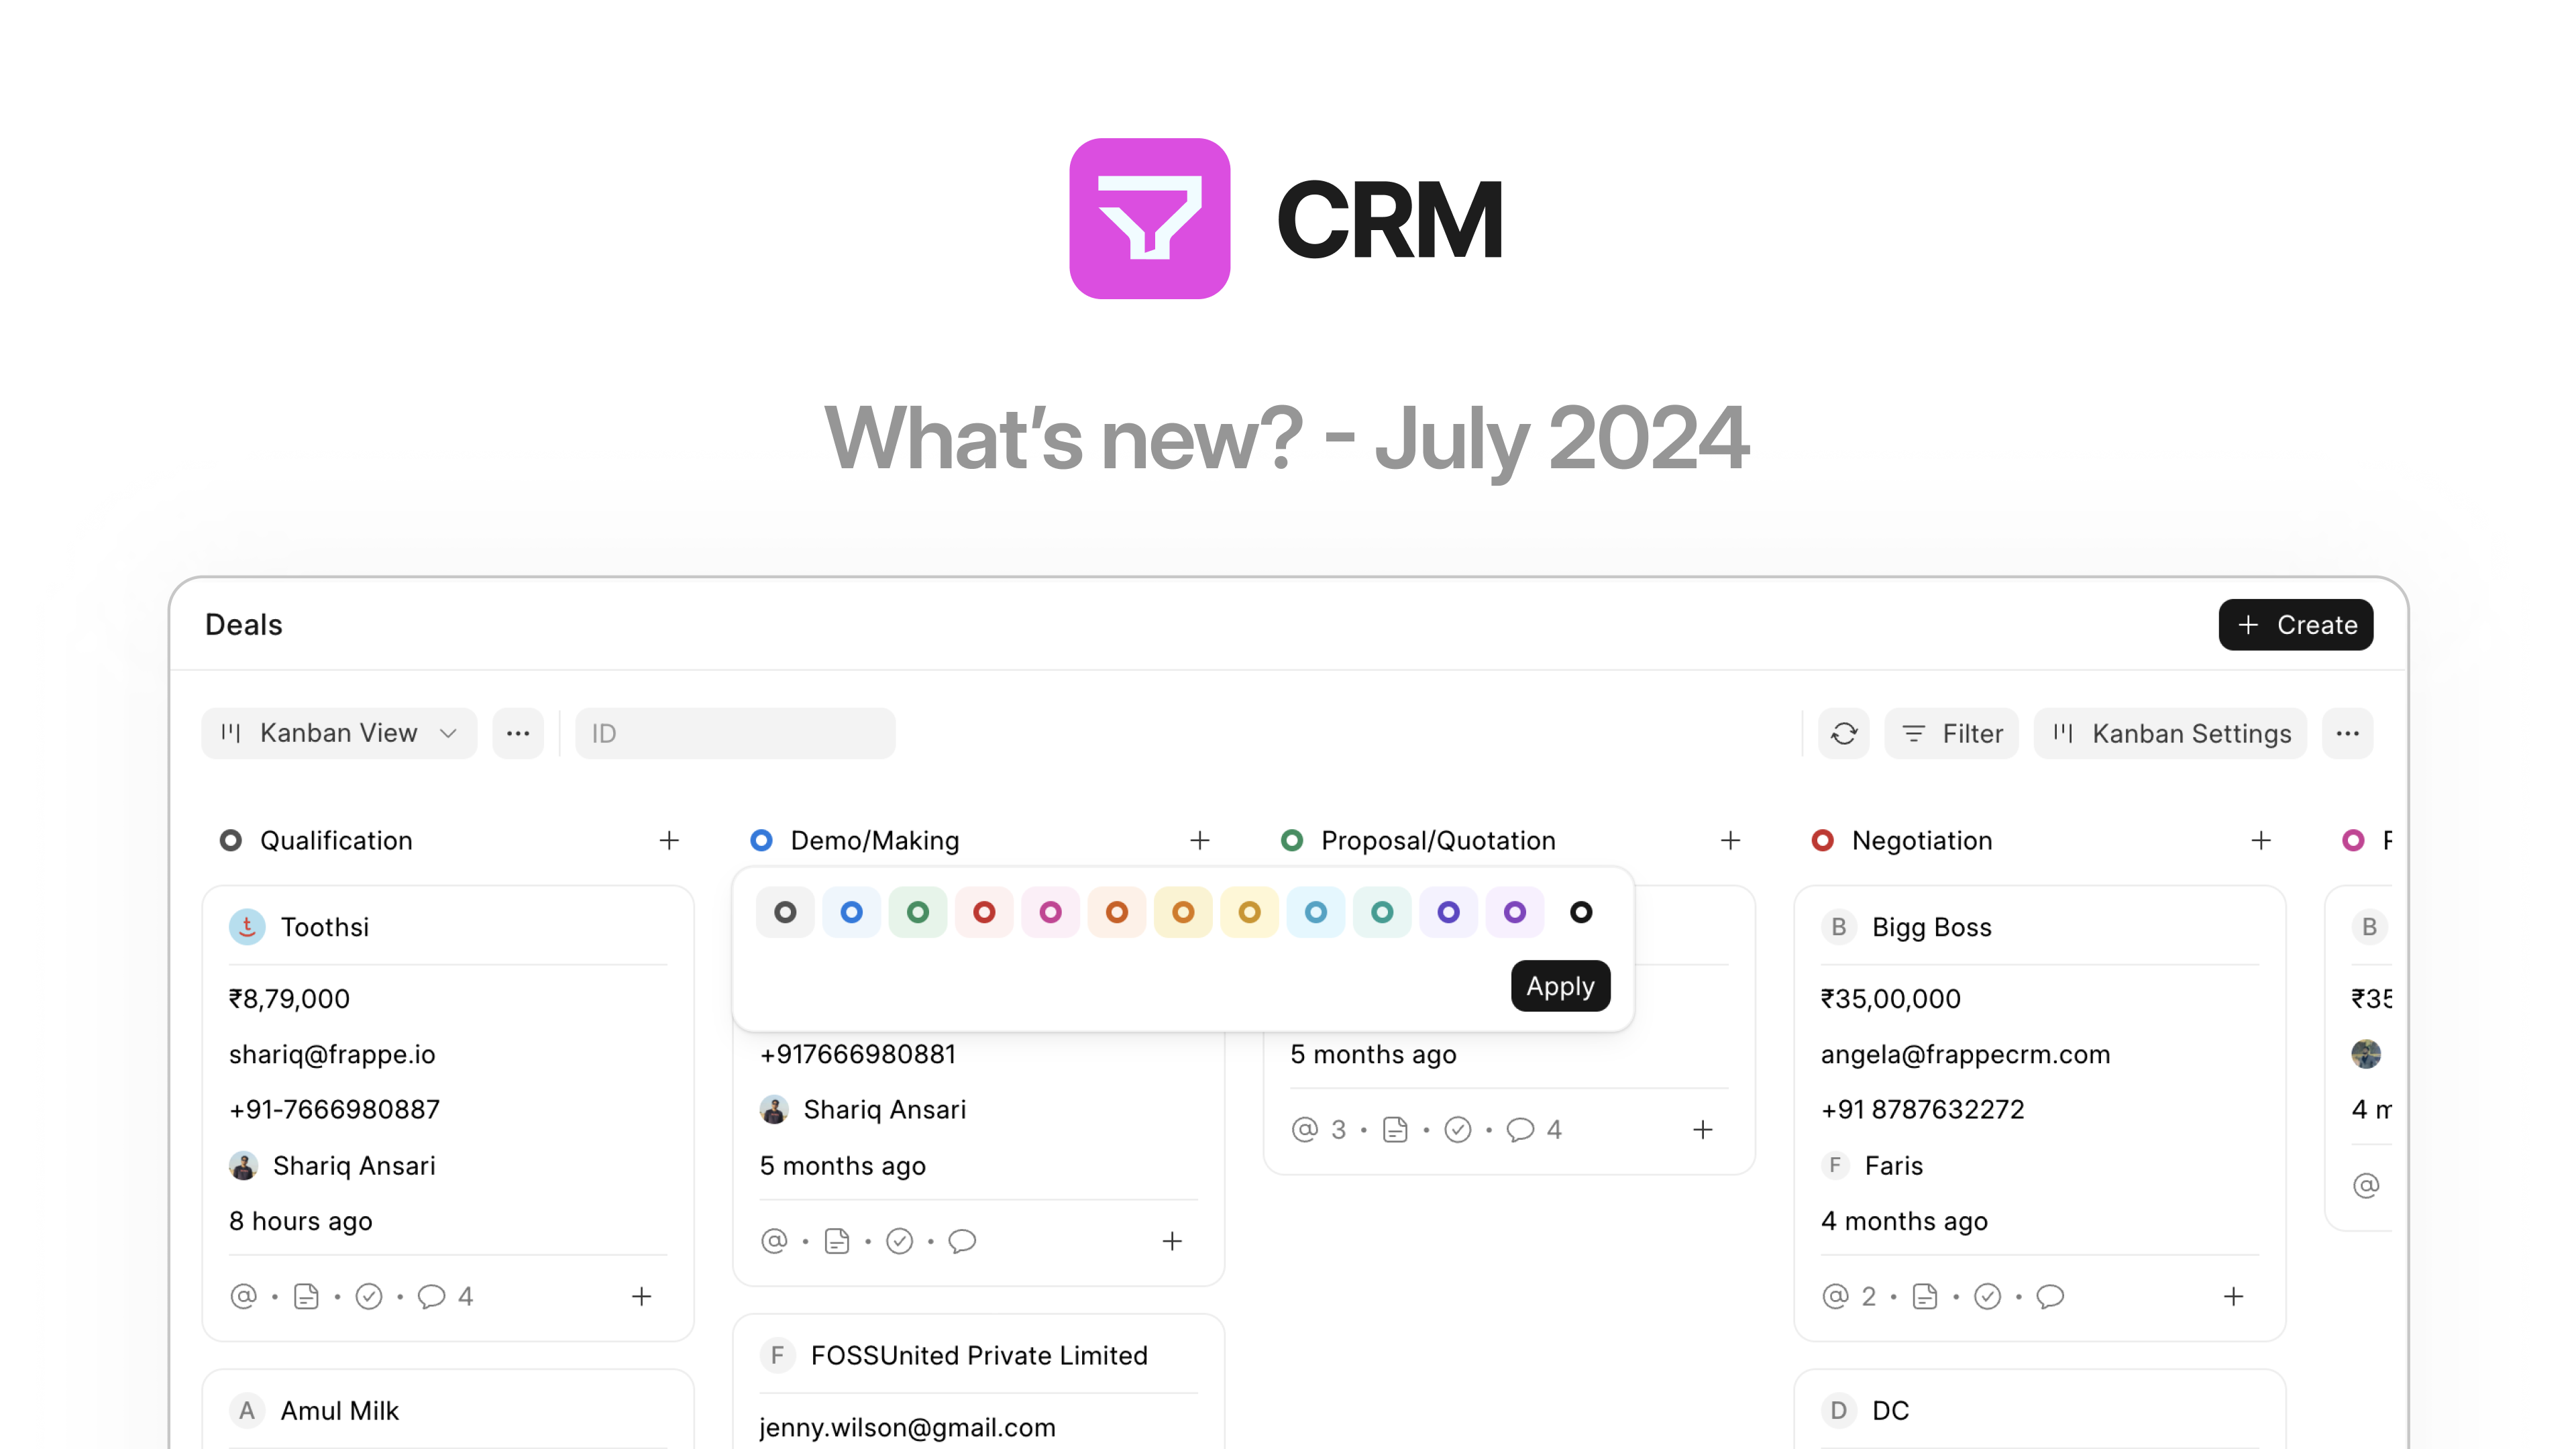 CRM
What's new? - July 2024
Deals
+ Create
Kanban View
ID
Filter
Kanban Settings
Qualification
Demo/Making
Proposal/Quotation
Negotiation
Apply
Toothsi
₹8,79,000
shariq@frappe.io
+91-7666980887
Shariq Ansari
8 hours ago
4
A Amul Milk
+917666980881
Shariq Ansari
5 months ago
F FOSSUnited Private Limited
jenny.wilson@gmail.com
5 months ago
3
4
B Bigg Boss
₹35,00,000
angela@frappecrm.com
+91 8787632272
F Faris
4 months ago
2
D DC
B
₹35
4